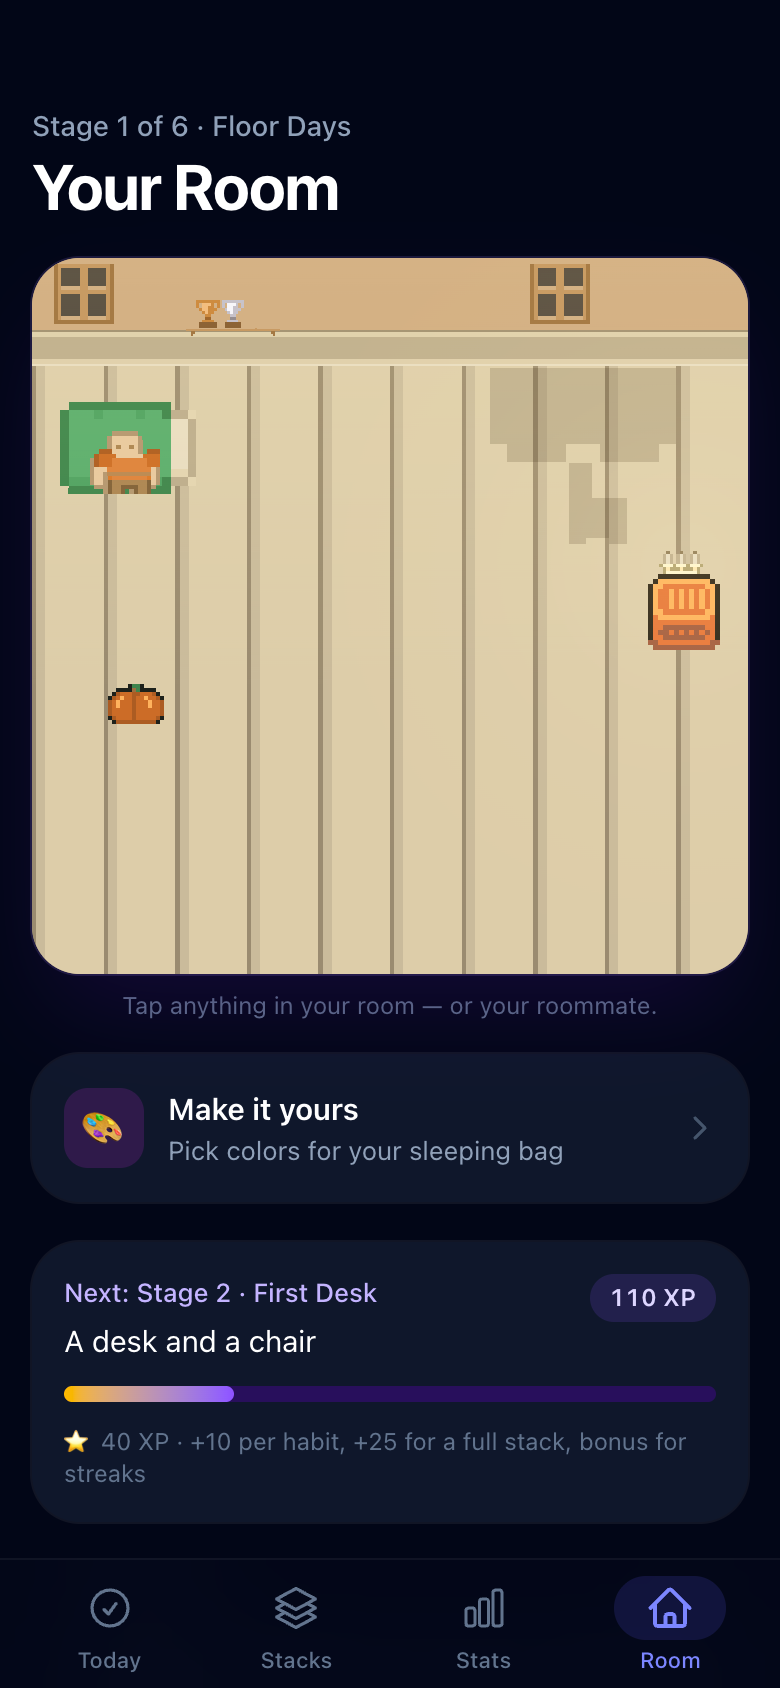 Stage 1 of 6 · Floor Days
Your Room
Tap anything in your room — or your roommate.
Make it yours
Pick colors for your sleeping bag
Next: Stage 2 · First Desk
110 XP
A desk and a chair
40 XP · +10 per habit, +25 for a full stack, bonus for
streaks
Today
Stacks
Stats
Room